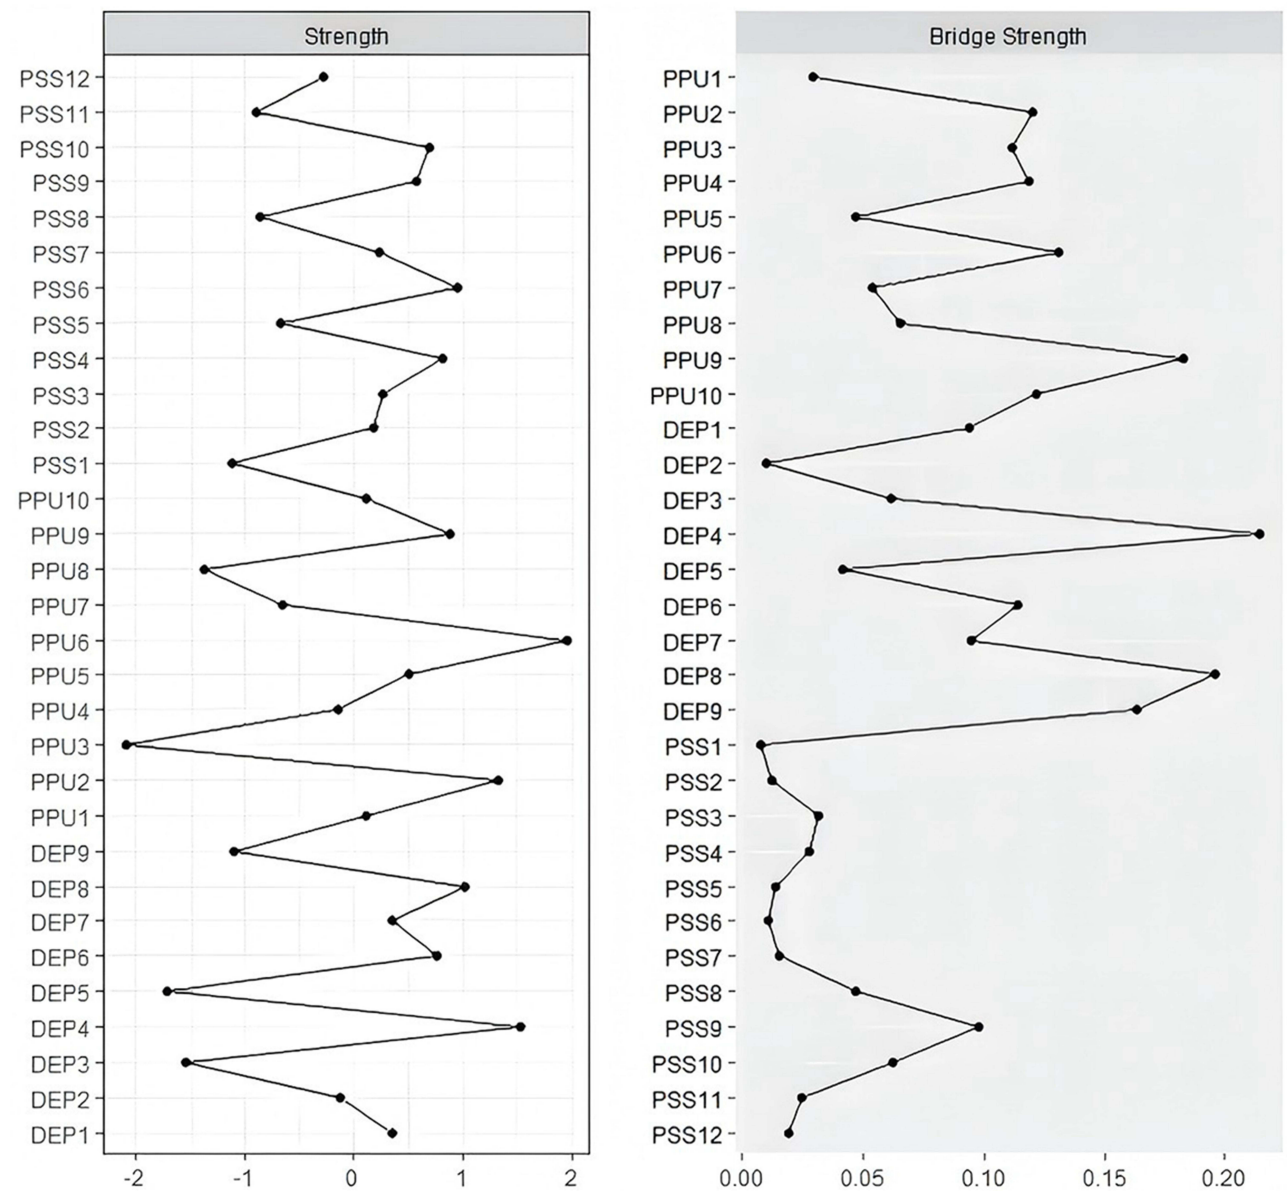 Strength
PSS12
PSS11
PSS10
PSS9
PSS8
PSS7
PSS6
PSS5
PSS4
PSS3
PSS2
PSS1
PPU10
PPU9
PPU8
PPU7
PPU6
PPU5
PPU4
PPU3
PPU2
PPU1
DEP9
DEP8
DEP7
DEP6
DEP5
DEP4
DEP3
DEP2
DEP1
-2 -1 0 1 2
Bridge Strength
PPU1
PPU2
PPU3
PPU4
PPU5
PPU6
PPU7
PPU8
PPU9
PPU10
DEP1
DEP2
DEP3
DEP4
DEP5
DEP6
DEP7
DEP8
DEP9
PSS1
PSS2
PSS3
PSS4
PSS5
PSS6
PSS7
PSS8
PSS9
PSS10
PSS11
PSS12
0.00 0.05 0.10 0.15 0.20